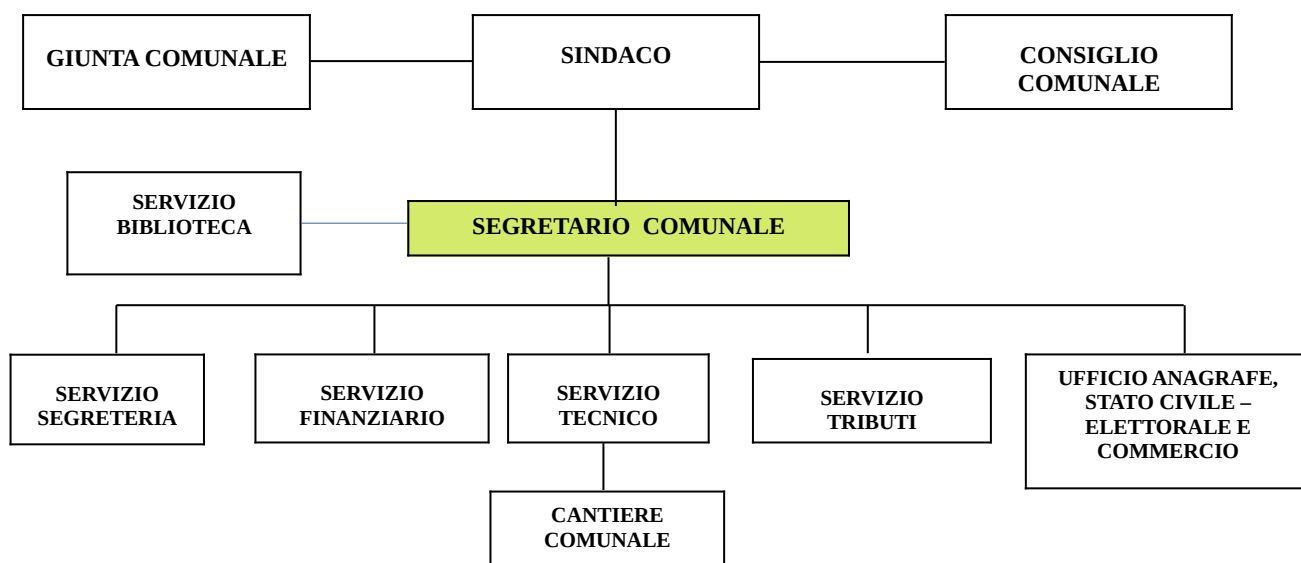 GIUNTA COMUNALE
SINDACO
CONSIGLIO
COMUNALE
SERVIZIO
BIBLIOTECA
SEGRETARIO COMUNALE
SERVIZIO
SEGRETERIA
SERVIZIO
FINANZIARIO
SERVIZIO
TECNICO
SERVIZIO
TRIBUTI
UFFICIO ANAGRAFE,
STATO CIVILE –
ELETTORALE E
COMMERCIO
CANTIERE
COMUNALE